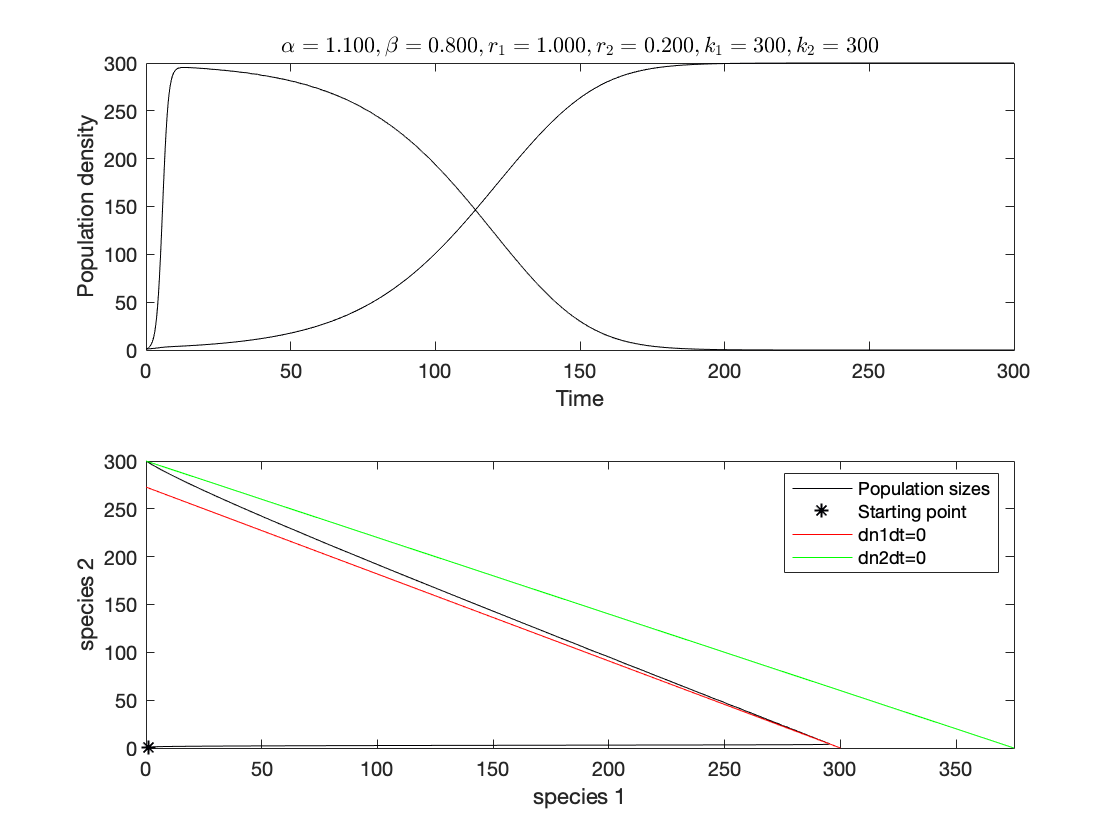 α = 1.100, β = 0.800, r₁ = 1.000, r₂ = 0.200, k₁ = 300, k₂ = 300
Population density
300
250
200
150
100
50
0
0 50 100 150 200 250 300
Time
species 2
300
250
200
150
100
50
0
Population sizes
Starting point
dn1dt=0
dn2dt=0
0 50 100 150 200 250 300 350
species 1